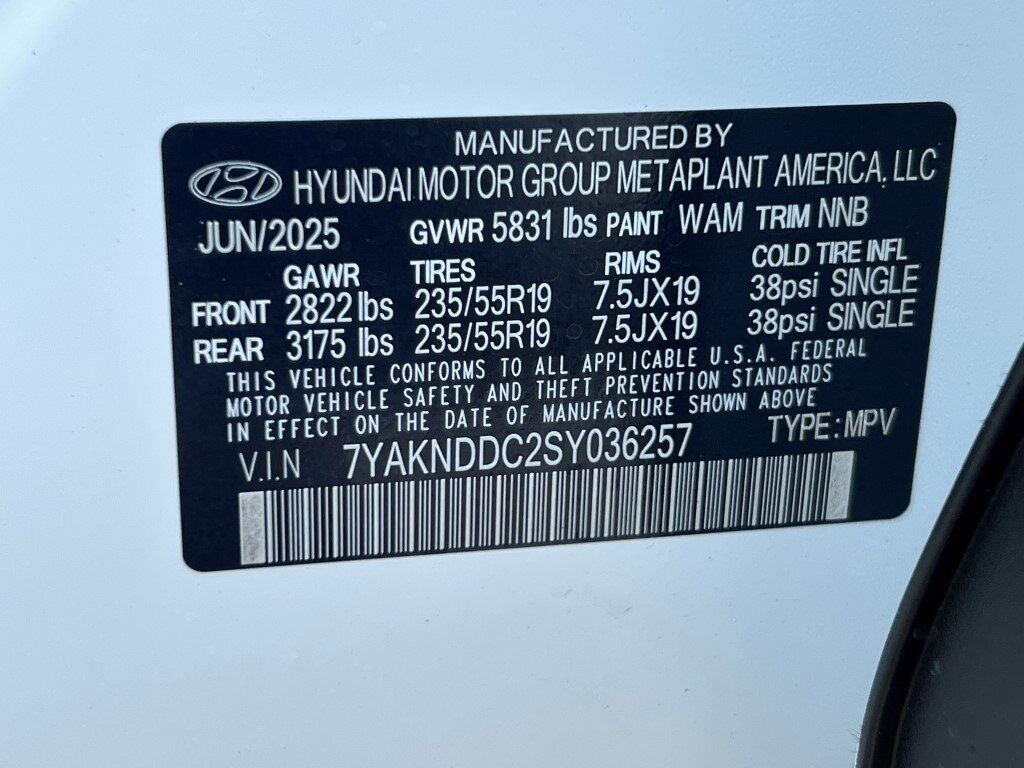 MANUFACTURED BY
HYUNDAI MOTOR GROUP METAPLANT AMERICA, LLC
JUN/2025 GVWR 5831 lbs PAINT WAM TRIM NNB
GAWR TIRES RIMS COLD TIRE INFL
FRONT 2822 lbs 235/55R19 7.5JX19 38psi SINGLE
REAR 3175 lbs 235/55R19 7.5JX19 38psi SINGLE
THIS VEHICLE CONFORMS TO ALL APPLICABLE U.S.A. FEDERAL
MOTOR VEHICLE SAFETY AND THEFT PREVENTION STANDARDS
IN EFFECT ON THE DATE OF MANUFACTURE SHOWN ABOVE
V.I.N 7YAKNDDC2SY036257 TYPE: MPV